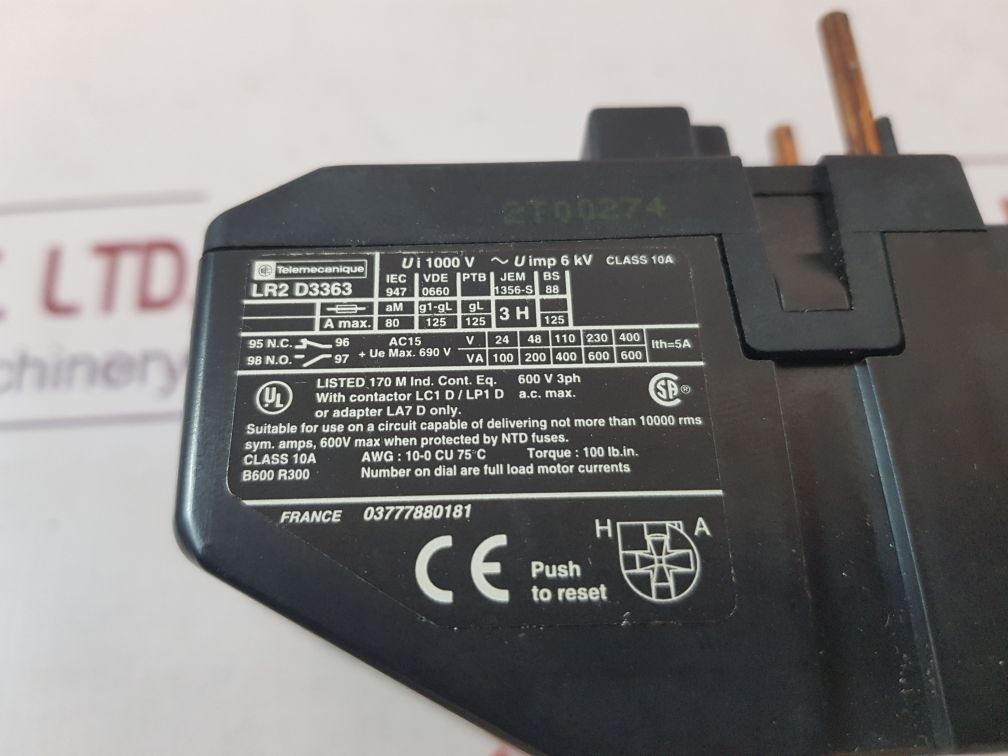 2T00274
Telemecanique
LR2 D3363
Ui 1000 V ~ U imp 6 kV CLASS 10A
IEC 947 VDE 0660 PTB JEM 1356-S BS 88
aM g1-gL gL 3 H
A max. 80 125 125 125
95 N.C. 96 AC15 V 24 48 110 230 400 Ith=5A
98 N.O. 97 + Ue Max. 690 V VA 100 200 400 600 600
UL LISTED 170 M Ind. Cont. Eq. 600 V 3ph SA ®
With contactor LC1 D / LP1 D a.c. max.
or adapter LA7 D only.
Suitable for use on a circuit capable of delivering not more than 10000 rms
sym. amps, 600V max when protected by NTD fuses.
CLASS 10A AWG : 10-0 CU 75°C Torque : 100 lb.in.
B600 R300 Number on dial are full load motor currents
FRANCE 03777880181
CE Push to reset H A
LTD.
chinery